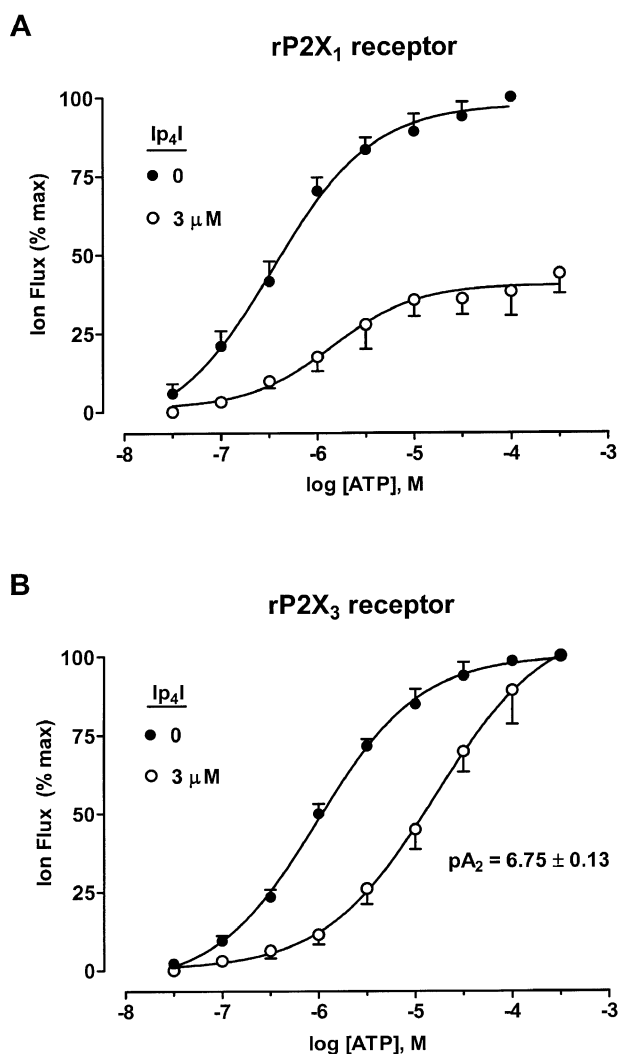 A
rP2X₁ receptor
100
75
50
25
0
Ion Flux (% max)
Ip₄I
0
3 μM
-8 -7 -6 -5 -4 -3
log [ATP], M
B
rP2X₃ receptor
100
75
50
25
0
Ion Flux (% max)
Ip₄I
0
3 μM
pA₂ = 6.75 ± 0.13
-8 -7 -6 -5 -4 -3
log [ATP], M